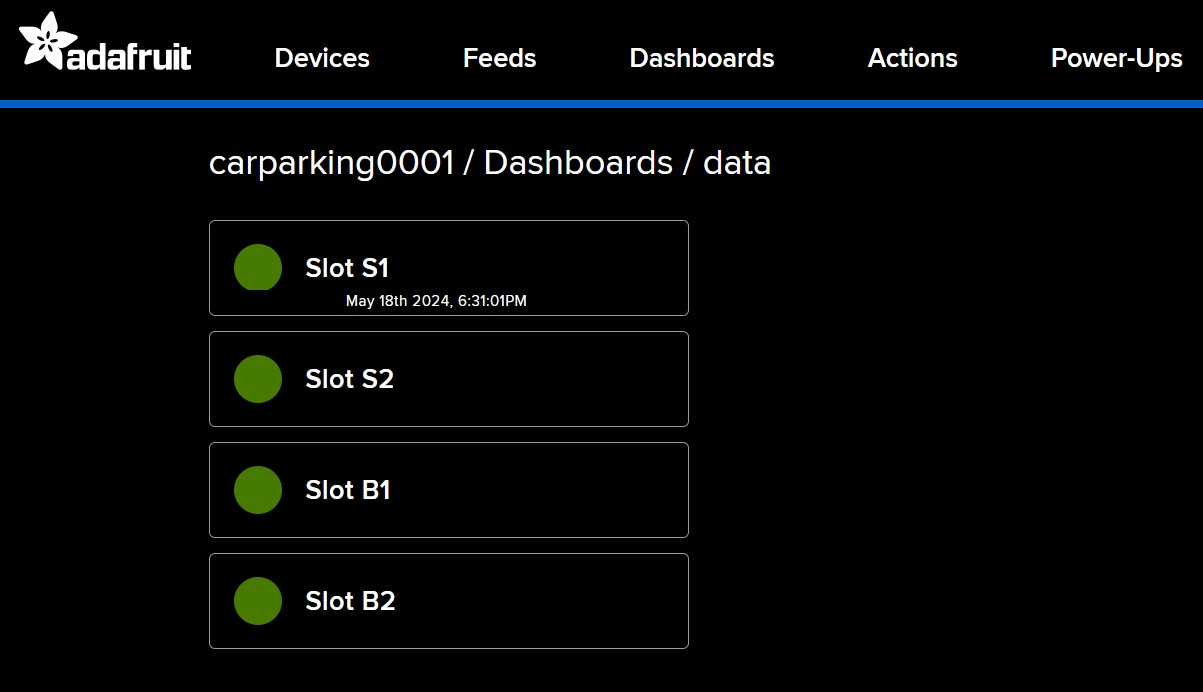 adafruit Devices Feeds Dashboards Actions Power-Ups
carparking0001 / Dashboards / data
Slot S1
May 18th 2024, 6:31:01PM
Slot S2
Slot B1
Slot B2